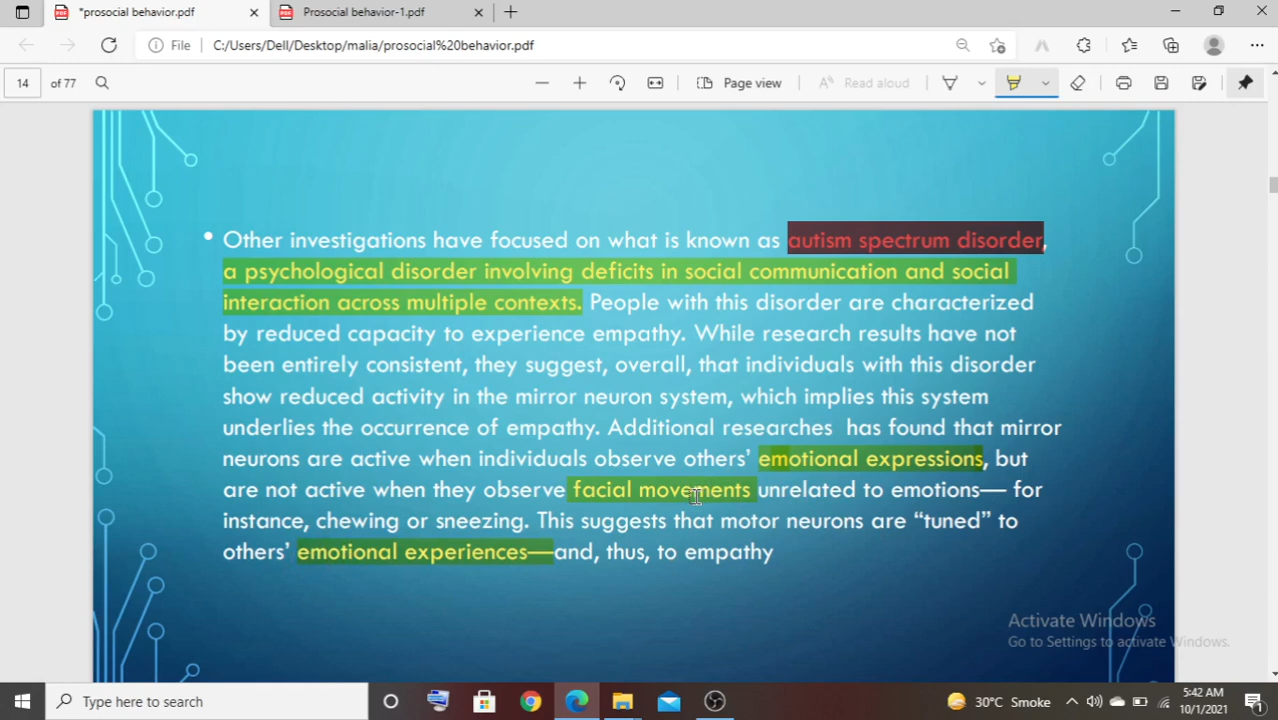 *prosocial behavior.pdf
Prosocial behavior-1.pdf
File C:/Users/Dell/Desktop/malia/prosocial%20behavior.pdf
14 of 77
Page view
Read aloud
• Other investigations have focused on what is known as autism spectrum disorder,
a psychological disorder involving deficits in social communication and social
interaction across multiple contexts. People with this disorder are characterized
by reduced capacity to experience empathy. While research results have not
been entirely consistent, they suggest, overall, that individuals with this disorder
show reduced activity in the mirror neuron system, which implies this system
underlies the occurrence of empathy. Additional researches has found that mirror
neurons are active when individuals observe others’ emotional expressions, but
are not active when they observe facial movements unrelated to emotions— for
instance, chewing or sneezing. This suggests that motor neurons are “tuned” to
others’ emotional experiences—and, thus, to empathy
Activate Windows
Go to Settings to activate Windows.
Type here to search
30°C Smoke
5:42 AM
10/1/2021
1